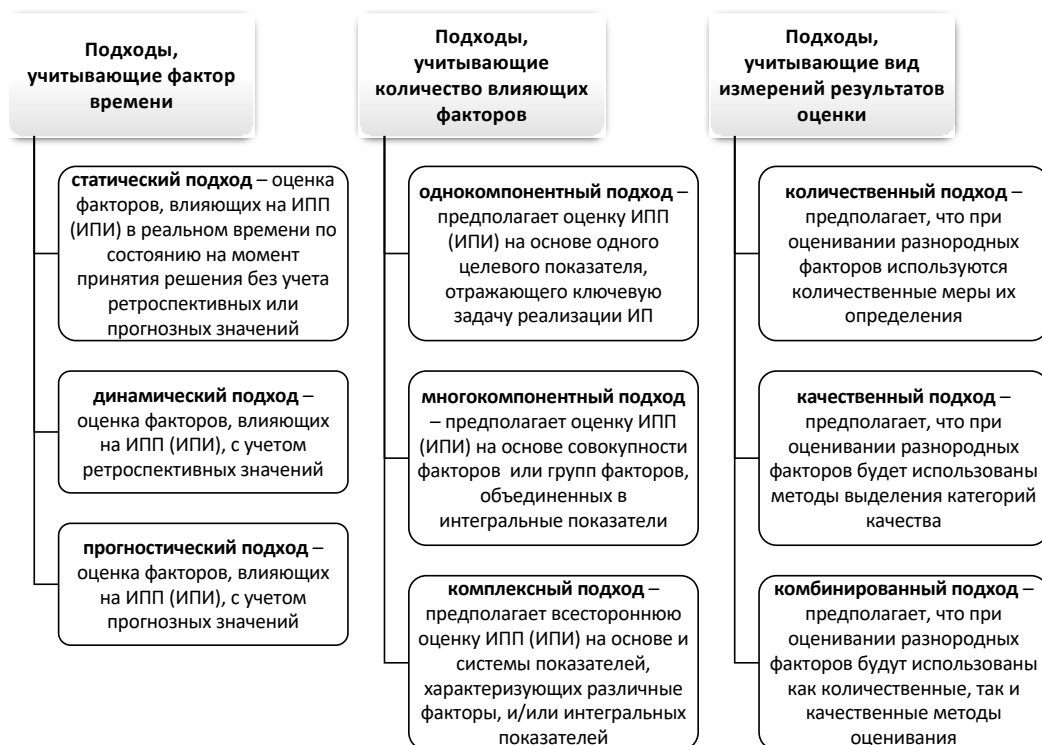 Подходы,
учитывающие фактор
времени
статический подход – оценка
факторов, влияющих на ИПП
(ИПИ) в реальном времени по
состоянию на момент
принятия решения без учета
ретроспективных или
прогнозных значений
динамический подход –
оценка факторов, влияющих
на ИПП (ИПИ), с учетом
ретроспективных значений
прогностический подход –
оценка факторов, влияющих
на ИПП (ИПИ), с учетом
прогнозных значений
Подходы,
учитывающие
количество влияющих
факторов
однокомпонентный подход –
предполагает оценку ИПП
(ИПИ) на основе одного
целевого показателя,
отражающего ключевую
задачу реализации ИП
многокомпонентный подход
– предполагает оценку ИПП
(ИПИ) на основе совокупности
факторов или групп факторов,
объединенных в
интегральные показатели
комплексный подход –
предполагает всестороннюю
оценку ИПП (ИПИ) на основе и
системы показателей,
характеризующих различные
факторы, и/или интегральных
показателей
Подходы,
учитывающие вид
измерений результатов
оценки
количественный подход –
предполагает, что при
оценивании разнородных
факторов используются
количественные меры их
определения
качественный подход –
предполагает, что при
оценивании разнородных
факторов будет использованы
методы выделения категорий
качества
комбинированный подход –
предполагает, что при
оценивании разнородных
факторов будут использованы
как количественные, так и
качественные методы
оценивания